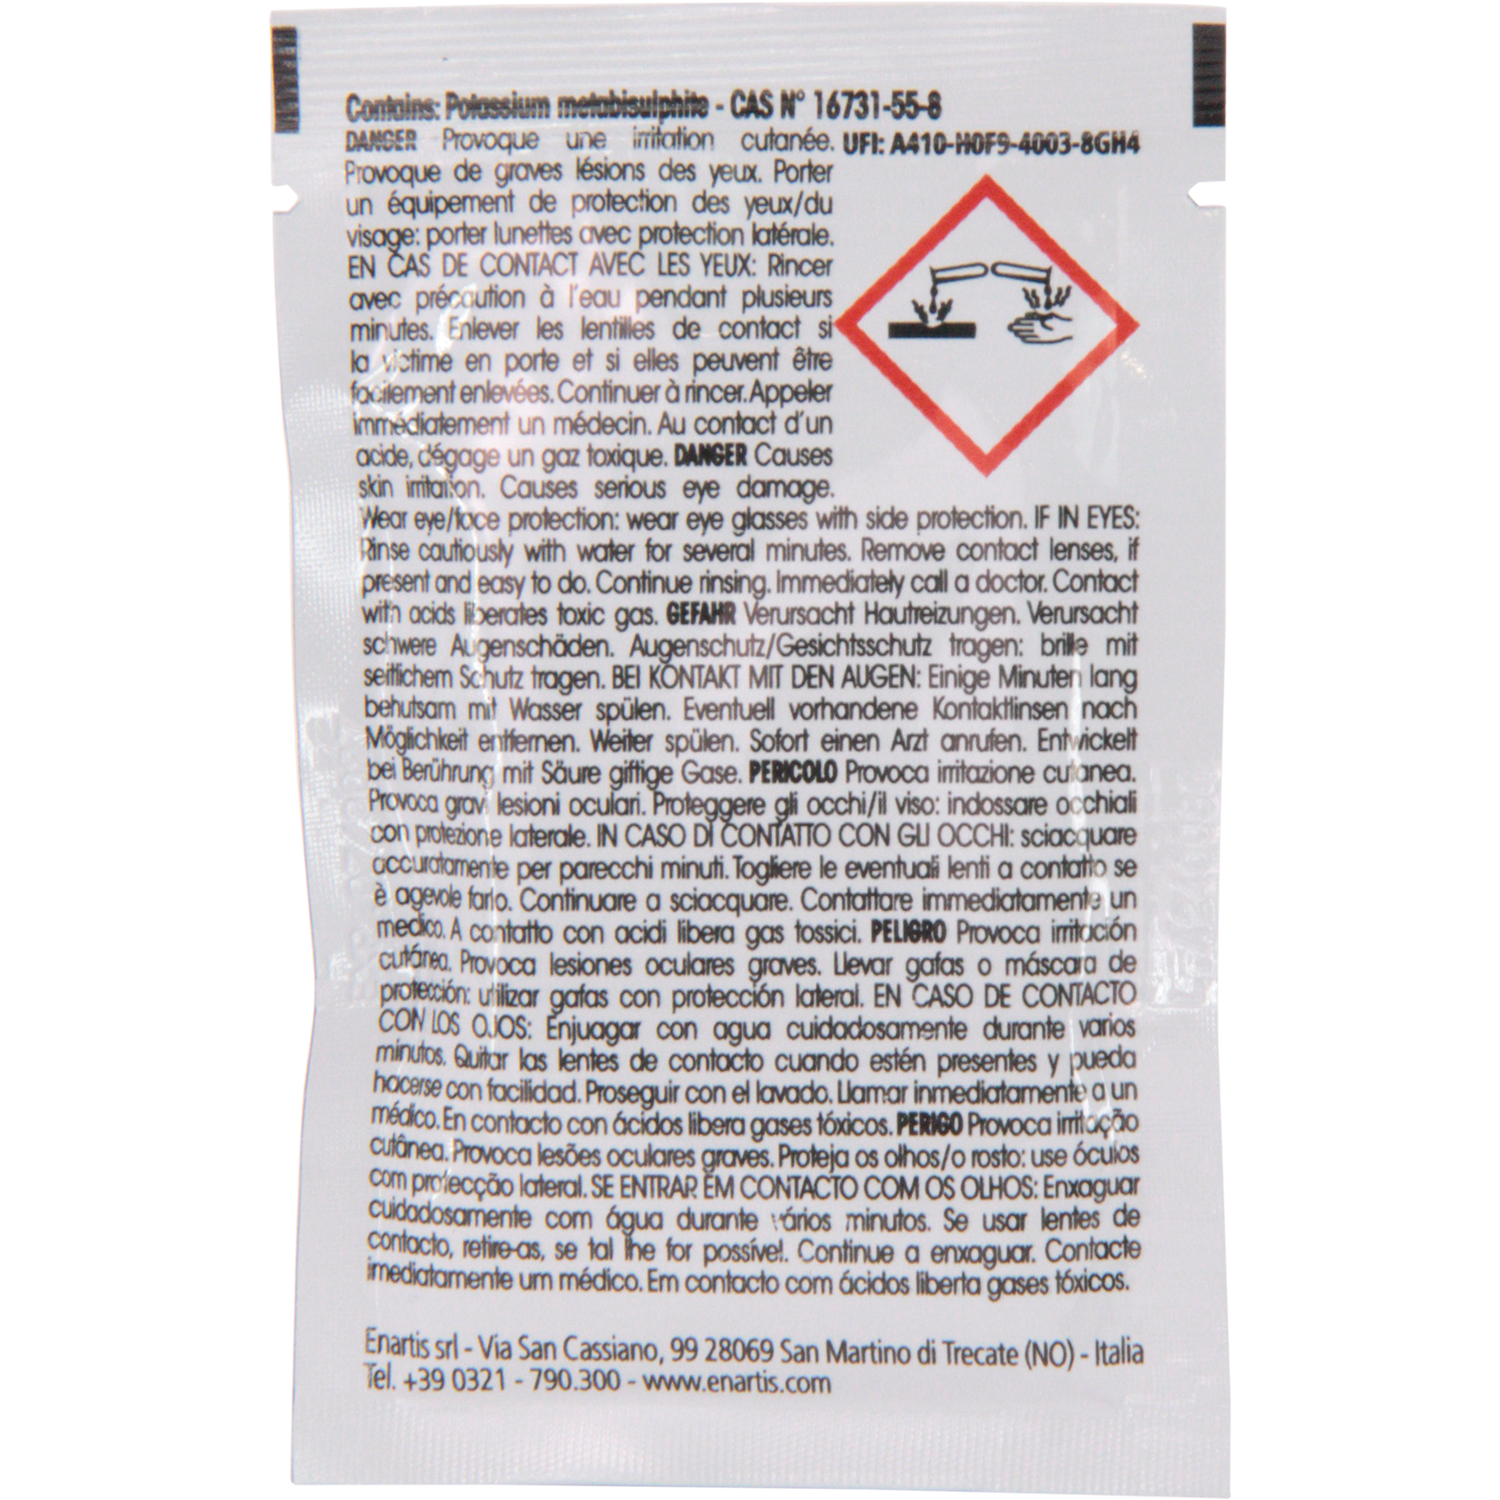 Contains: Potassium metabisulphite - CAS N° 16731-55-8
DANGER Provoque une irritation cutanée. UFI: A410-H0F9-4003-8GH4
Provoque de graves lésions des yeux. Porter
un équipement de protection des yeux/du
visage: porter lunettes avec protection latérale.
EN CAS DE CONTACT AVEC LES YEUX: Rincer
avec précaution à l'eau pendant plusieurs
minutes. Enlever les lentilles de contact si
la victime en porte et si elles peuvent être
facilement enlevées. Continuer à rincer. Appeler
immédiatement un médecin. Au contact d'un
acide, dégage un gaz toxique. DANGER Causes
skin irritation. Causes serious eye damage.
Wear eye/face protection: wear eye glasses with side protection. IF IN EYES:
Rinse cautiously with water for several minutes. Remove contact lenses, if
present and easy to do. Continue rinsing. Immediately call a doctor. Contact
with acids liberates toxic gas. GEFAHR Verursacht Hautreizungen. Verursacht
schwere Augenschäden. Augenschutz/Gesichtsschutz tragen: brille mit
seitlichem Schutz tragen. BEI KONTAKT MIT DEN AUGEN: Einige Minuten lang
behutsam mit Wasser spülen. Eventuell vorhandene Kontaktlinsen nach
Möglichkeit entfernen. Weiter spülen. Sofort einen Arzt anrufen. Entwickelt
bei Berührung mit Säure giftige Gase. PERICOLO Provoca irritazione cutanea.
Provoca gravi lesioni oculari. Proteggere gli occhi/il viso: indossare occhiali
con protezione laterale. IN CASO DI CONTATTO CON GLI OCCHI: sciacquare
accuratamente per parecchi minuti. Togliere le eventuali lenti a contatto se
è agevole farlo. Continuare a sciacquare. Contattare immediatamente un
medico. A contatto con acidi libera gas tossici. PELIGRO Provoca irritación
cutánea. Provoca lesiones oculares graves. Llevar gafas o máscara de
protección: utilizar gafas con protección lateral. EN CASO DE CONTACTO
CON LOS OJOS: Enjuagar con agua cuidadosamente durante varios
minutos. Quitar las lentes de contacto cuando estén presentes y pueda
hacerse con facilidad. Proseguir con el lavado. Llamar inmediatamente a un
médico. En contacto con ácidos libera gases tóxicos. PERIGO Provoca irritação
cutânea. Provoca lesões oculares graves. Proteja os olhos/o rosto: use óculos
com protecção lateral. SE ENTRAR EM CONTACTO COM OS OLHOS: Enxaguar
cuidadosamente com água durante vários minutos. Se usar lentes de
contacto, retire-as, se tal lhe for possível. Continue a enxaguar. Contacte
imediatamente um médico. Em contacto com ácidos liberta gases tóxicos.
Enartis srl - Via San Cassiano, 99 28069 San Martino di Trecate (NO) - Italia
Tel. +39 0321 - 790.300 - www.enartis.com